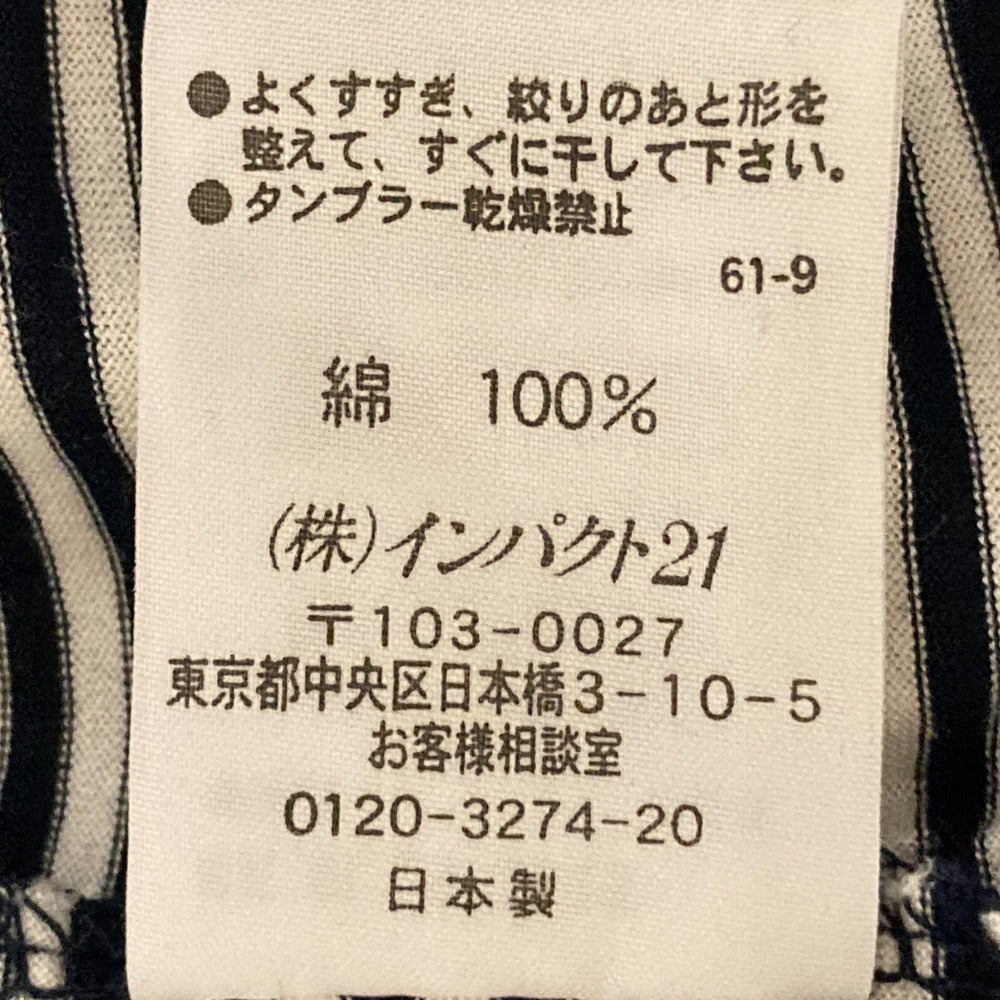 ●よくすすぎ、絞りのあと形を
整えて、すぐに干して下さい。
●タンブラー乾燥禁止
61-9
綿 100%
(株)インパクト21
〒103-0027
東京都中央区日本橋3-10-5
お客様相談室
0120-3274-20
日本製